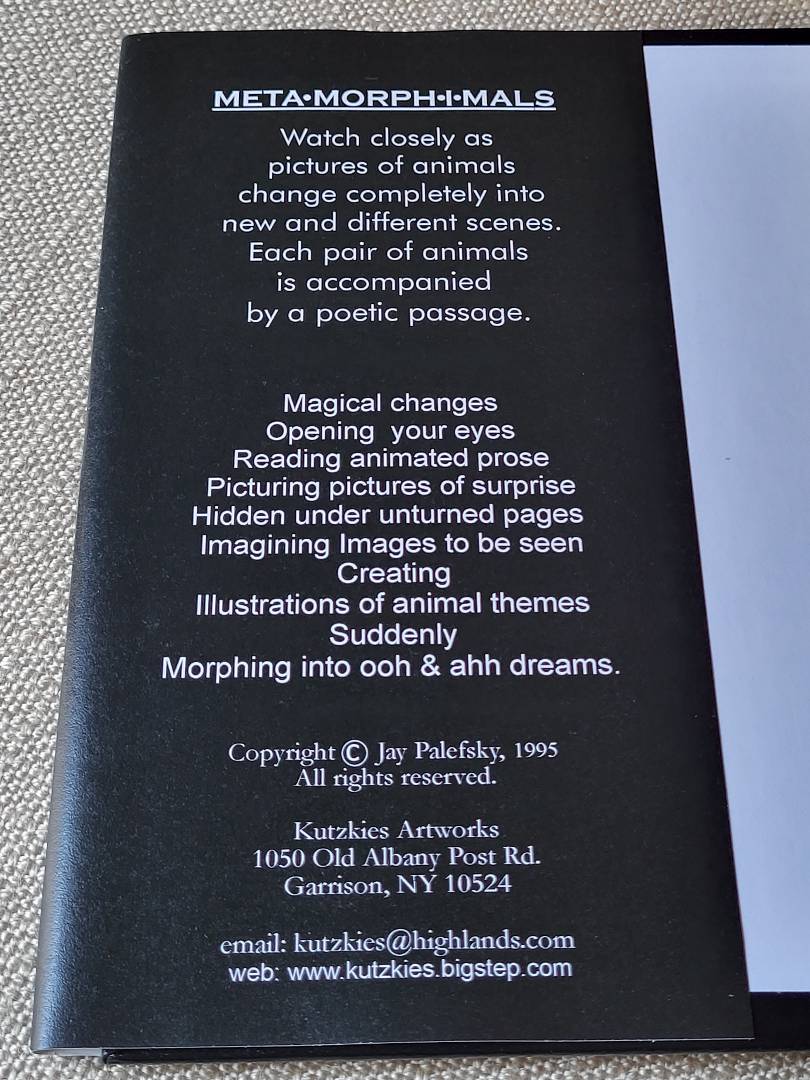 META•MORPH•I•MALS
Watch closely as
pictures of animals
change completely into
new and different scenes.
Each pair of animals
is accompanied
by a poetic passage.
Magical changes
Opening  your eyes
Reading animated prose
Picturing pictures of surprise
Hidden under unturned pages
Imagining Images to be seen
Creating
Illustrations of animal themes
Suddenly
Morphing into ooh & ahh dreams.
Copyright © Jay Palefsky, 1995
All rights reserved.
Kutzkies Artworks
1050 Old Albany Post Rd.
Garrison, NY 10524
email: kutzkies@highlands.com
web: www.kutzkies.bigstep.com